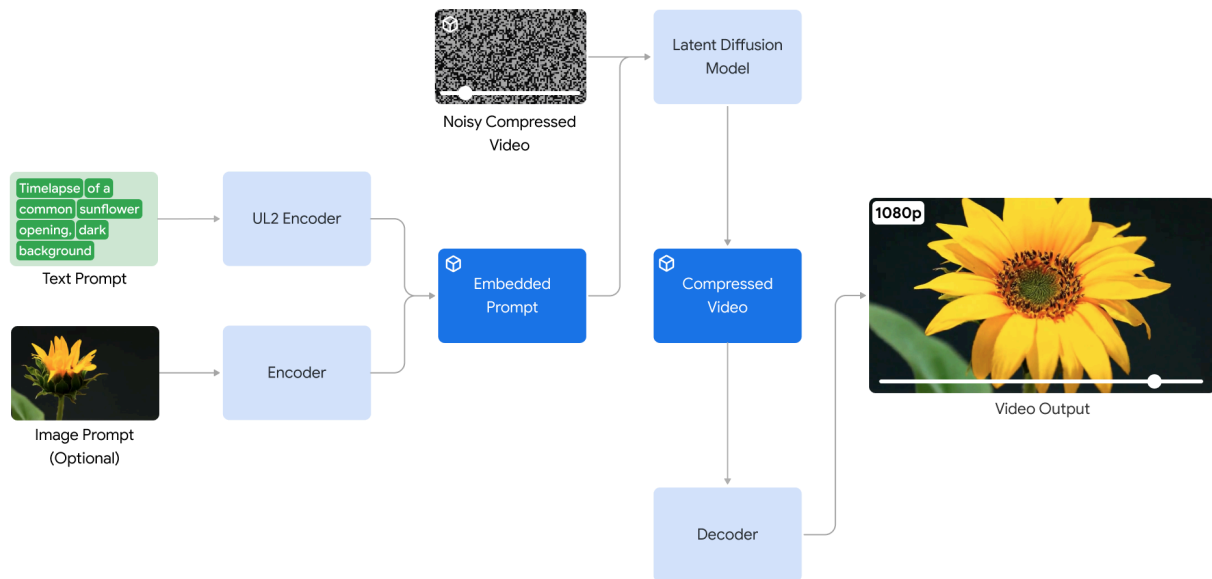 Latent Diffusion
Model
Noisy Compressed
Video
Timelapse of a
common sunflower
opening, dark
background
Text Prompt
UL2 Encoder
Embedded
Prompt
Compressed
Video
1080p
Video Output
Encoder
Image Prompt
(Optional)
Decoder